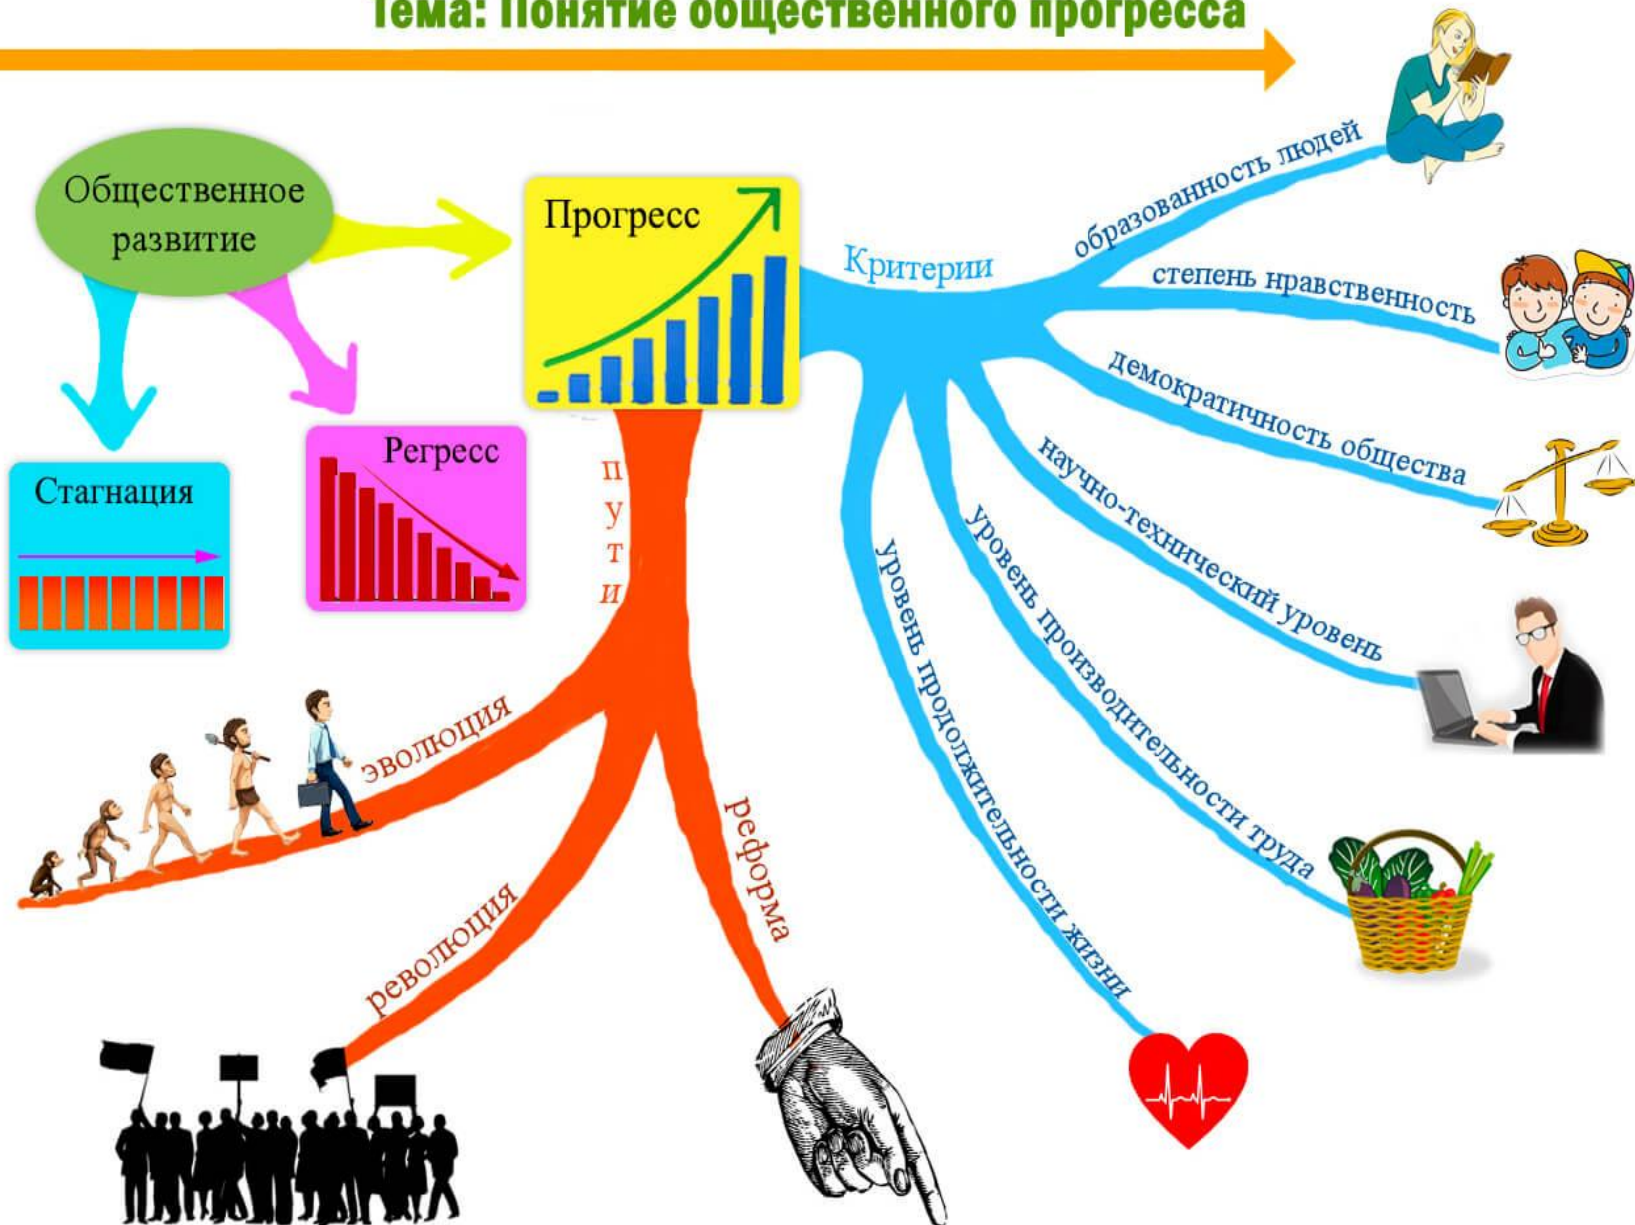 Тема: Понятие общественного прогресса
Общественное
развитие
Прогресс
Критерии
образованность людей
степень нравственность
демократичность общества
научно-технический уровень
уровень производительности труда
уровень продолжительности жизни
Регресс
Стагнация
пути
эволюция
революция
реформа